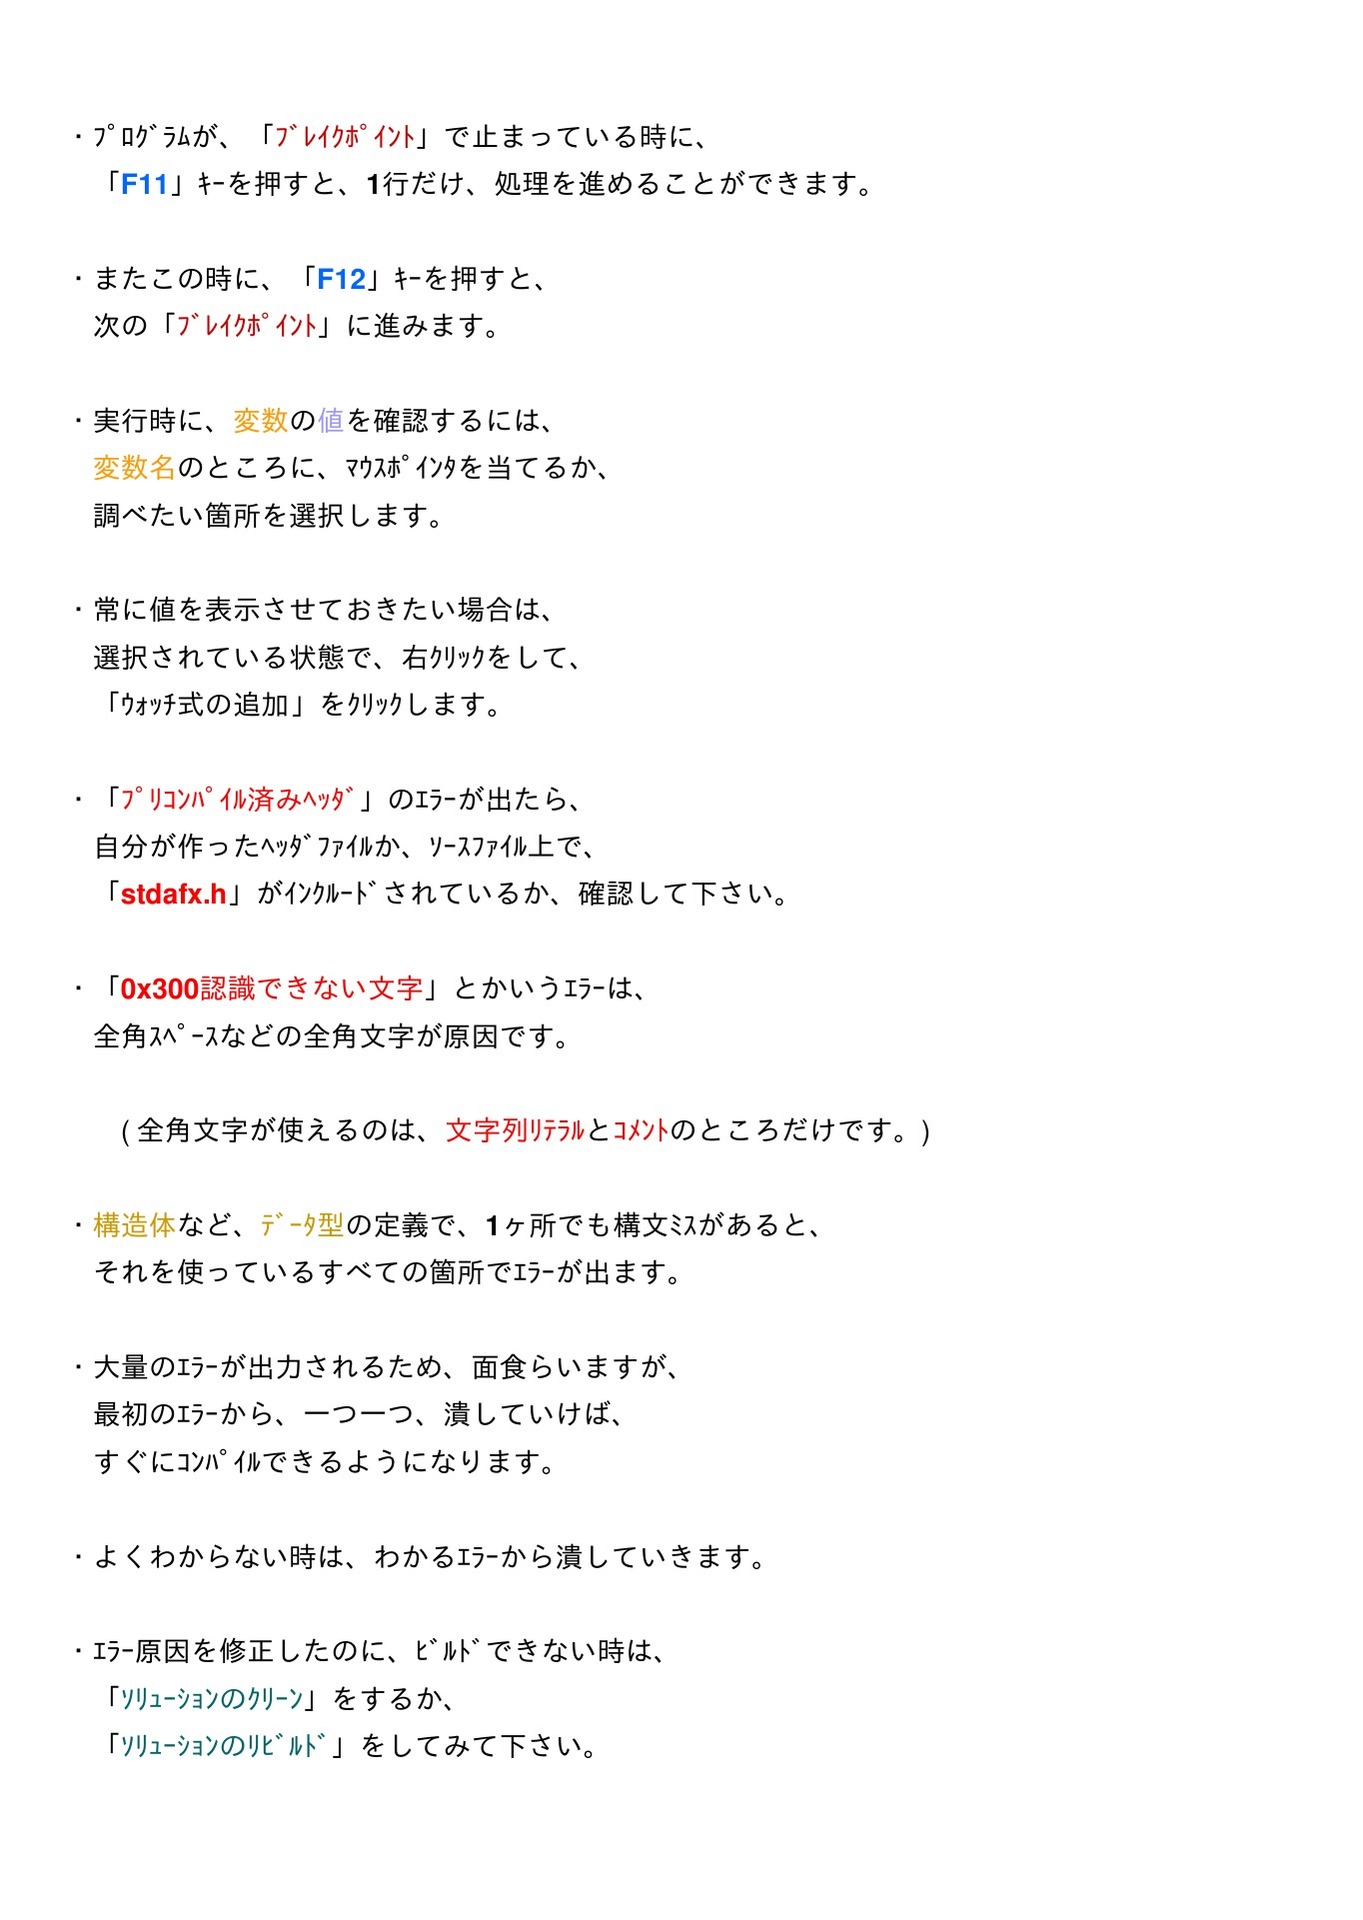 ・ﾌﾟﾛｸﾞﾗﾑが、「ﾌﾞﾚｲｸﾎﾟｲﾝﾄ」で止まっている時に、
「F11」ｷｰを押すと、1行だけ、処理を進めることができます。
・またこの時に、「F12」ｷｰを押すと、
次の「ﾌﾞﾚｲｸﾎﾟｲﾝﾄ」に進みます。
・実行時に、変数の値を確認するには、
変数名のところに、ﾏｳｽﾎﾟｲﾝﾀを当てるか、
調べたい箇所を選択します。
・常に値を表示させておきたい場合は、
選択されている状態で、右ｸﾘｯｸをして、
「ｳｫｯﾁ式の追加」をｸﾘｯｸします。
・「ﾌﾟﾘｺﾝﾊﾟｲﾙ済みﾍｯﾀﾞ」のｴﾗｰが出たら、
自分が作ったﾍｯﾀﾞﾌｧｲﾙか、ｿｰｽﾌｧｲﾙ上で、
「stdafx.h」がｲﾝｸﾙｰﾄﾞされているか、確認して下さい。
・「0x300認識できない文字」とかいうｴﾗｰは、
全角ｽﾍﾟｰｽなどの全角文字が原因です。
( 全角文字が使えるのは、文字列ﾘﾃﾗﾙとｺﾒﾝﾄのところだけです。)
・構造体など、ﾃﾞｰﾀ型の定義で、1ヶ所でも構文ﾐｽがあると、
それを使っているすべての箇所でｴﾗｰが出ます。
・大量のｴﾗｰが出力されるため、面食らいますが、
最初のｴﾗｰから、一つ一つ、潰していけば、
すぐにｺﾝﾊﾟｲﾙできるようになります。
・よくわからない時は、わかるｴﾗｰから潰していきます。
・ｴﾗｰ原因を修正したのに、ﾋﾞﾙﾄﾞできない時は、
「ｿﾘｭｰｼｮﾝのｸﾘｰﾝ」をするか、
「ｿﾘｭｰｼｮﾝのﾘﾋﾞﾙﾄﾞ」をしてみて下さい。